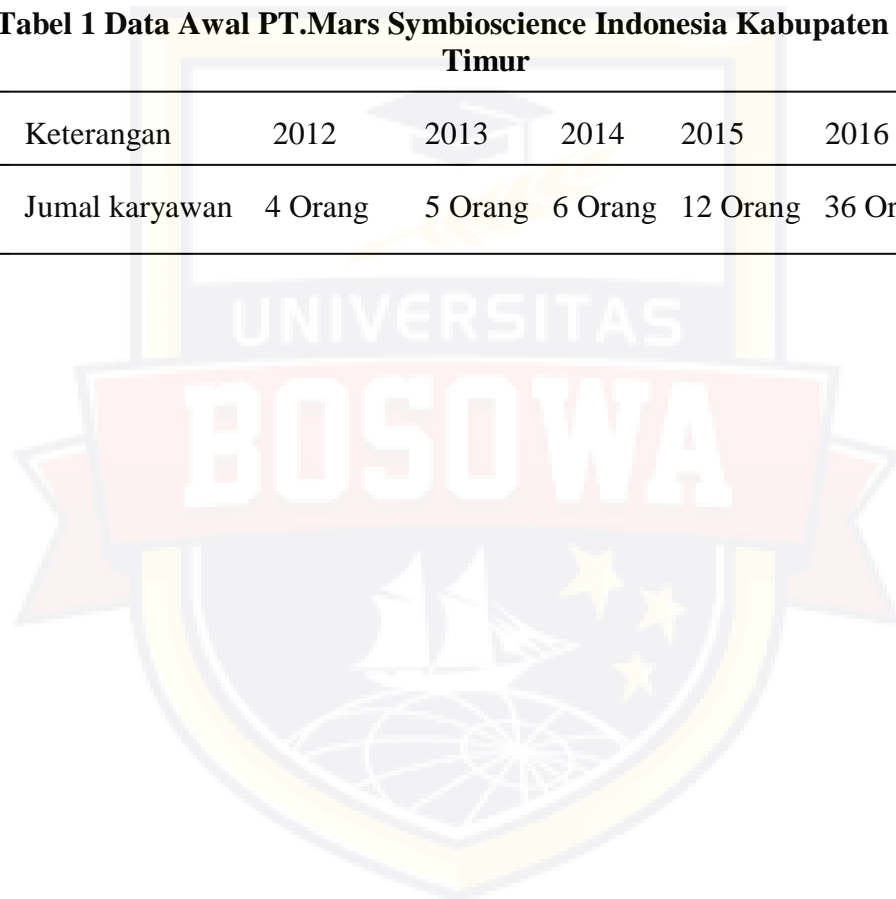 Tabel 1 Data Awal PT.Mars Symbioscience Indonesia Kabupaten
Timur
Keterangan 2012 2013 2014 2015 2016
Jumal karyawan 4 Orang 5 Orang 6 Orang 12 Orang 36
UNIVERSITAS
BOSOWA